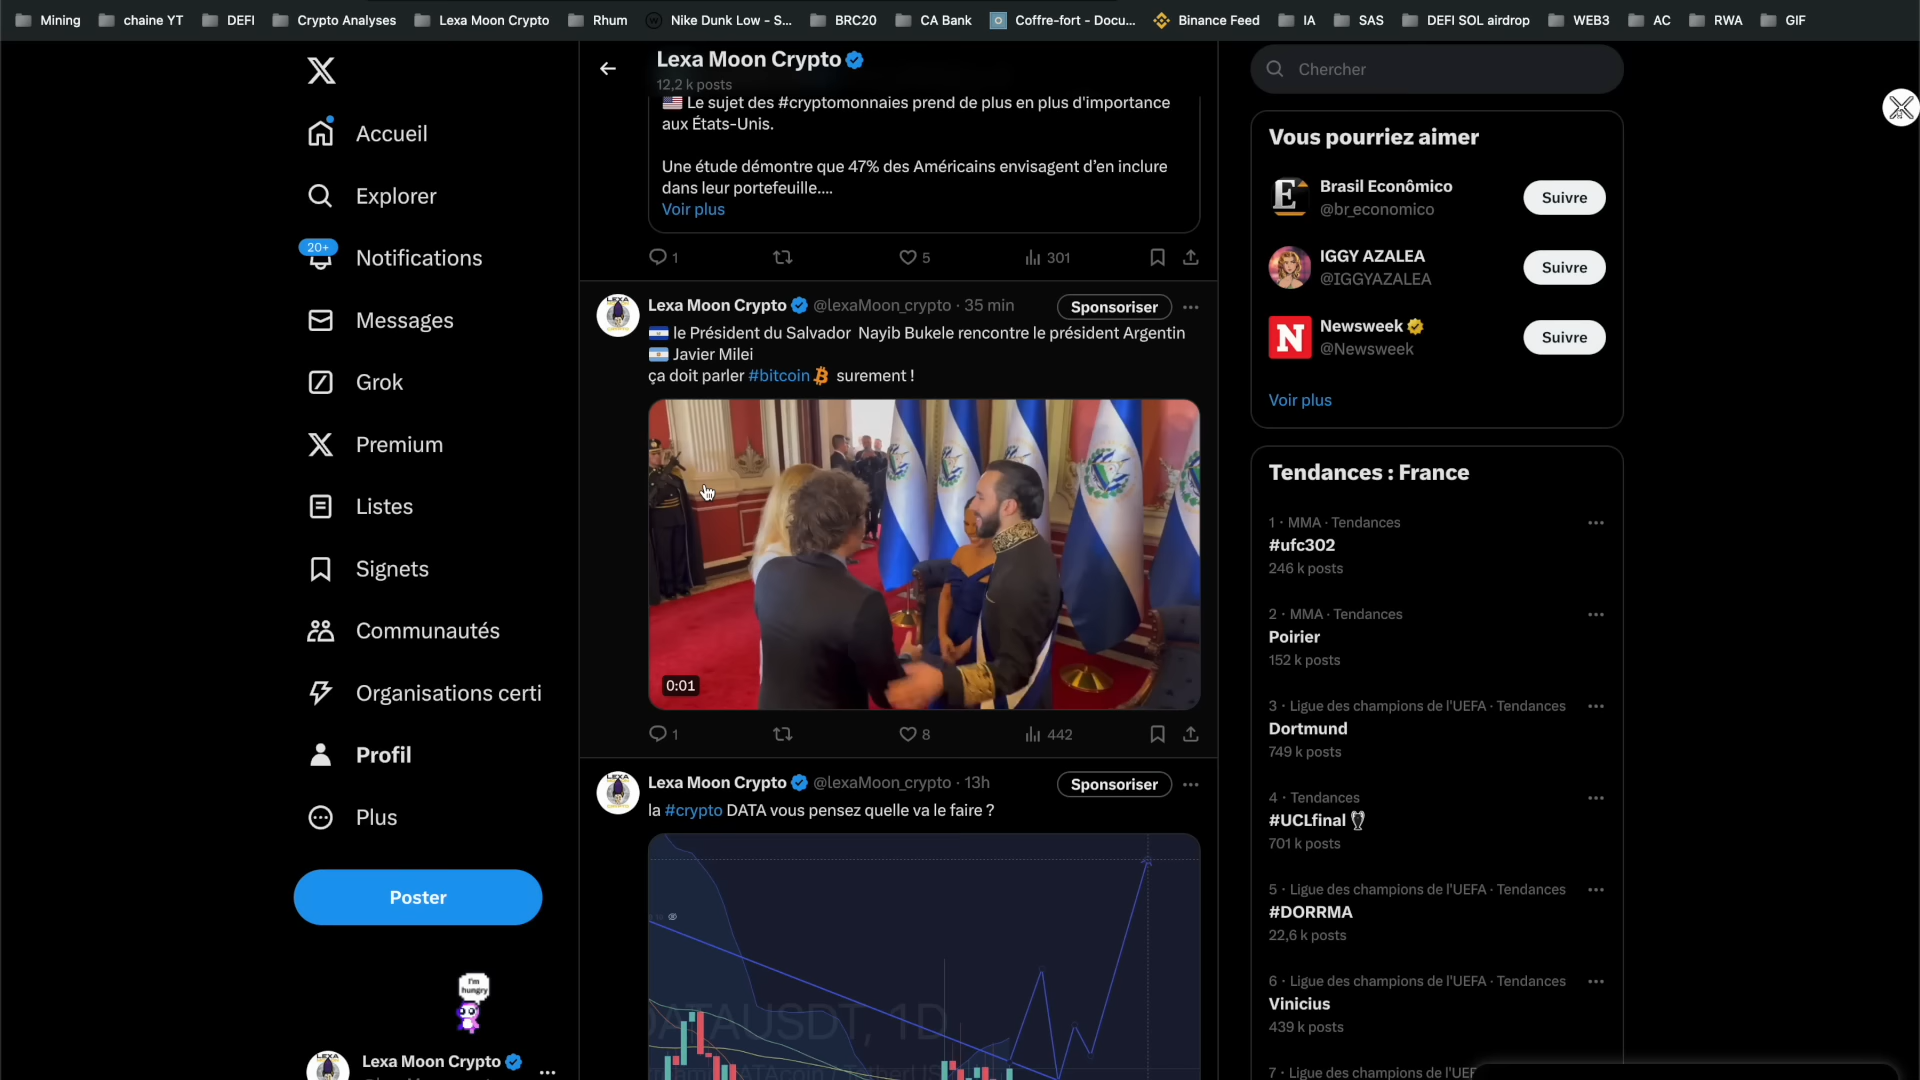 Mining
chaine YT
DEFI
Crypto Analyses
Lexa Moon Crypto
Rhum
Nike Dunk Low - S...
BRC20
CA Bank
Coffre-fort - Docu...
Binance Feed
IA
SAS
DEFI SOL airdrop
WEB3
AC
RWA
GIF
Accueil
Explorer
20+
Notifications
Messages
Grok
Premium
Listes
Signets
Communautés
Organisations certi
Profil
Plus
Poster
I'm
hungry
Lexa Moon Crypto
Lexa Moon Crypto
12,2 k posts
Le sujet des #cryptomonnaies prend de plus en plus d'importance
aux États-Unis.
Une étude démontre que 47% des Américains envisagent d’en inclure
dans leur portefeuille....
Voir plus
1
5
301
Lexa Moon Crypto @lexaMoon_crypto · 35 min
Sponsoriser
le Président du Salvador Nayib Bukele rencontre le président Argentin
Javier Milei
ça doit parler #bitcoin surement !
0:01
1
8
442
Lexa Moon Crypto @lexaMoon_crypto · 13h
Sponsoriser
la #crypto DATA vous pensez quelle va le faire ?
DATAUSDT, 1D
Chercher
Vous pourriez aimer
Brasil Econômico
@br_economico
Suivre
IGGY AZALEA
@IGGYAZALEA
Suivre
Newsweek
@Newsweek
Suivre
Voir plus
Tendances : France
1 · MMA · Tendances
#ufc302
246 k posts
2 · MMA · Tendances
Poirier
152 k posts
3 · Ligue des champions de l'UEFA · Tendances
Dortmund
749 k posts
4 · Tendances
#UCLfinal
701 k posts
5 · Ligue des champions de l'UEFA · Tendances
#DORRMA
22,6 k posts
6 · Ligue des champions de l'UEFA · Tendances
Vinicius
439 k posts
7 · Ligue des champions de l'UEF